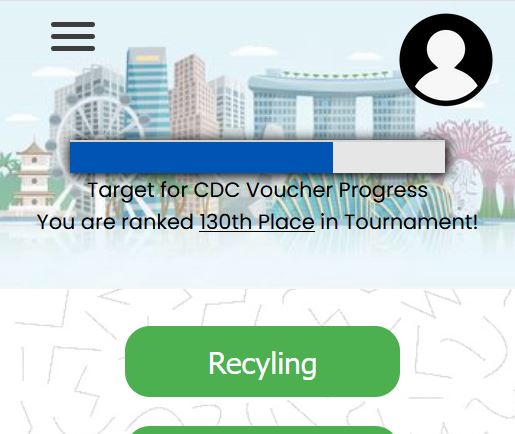 Target for CDC Voucher Progress
You are ranked 130th Place in Tournament!
Recyling